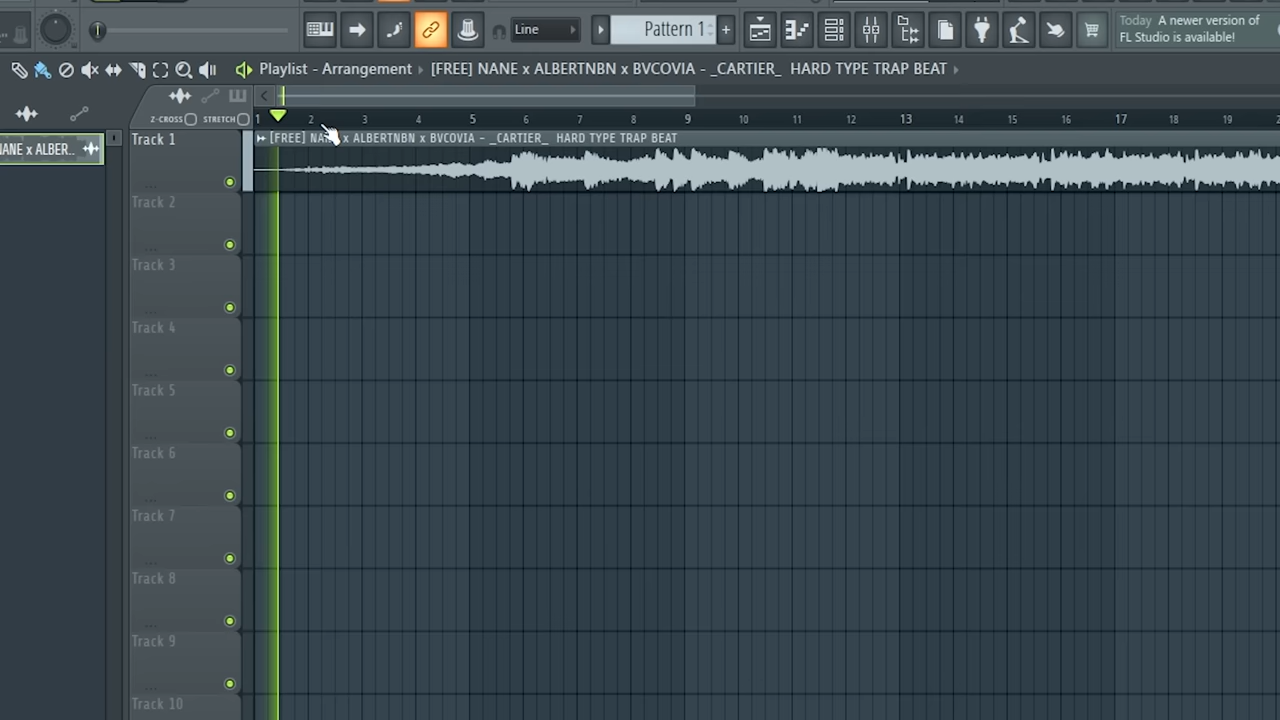 Line
Pattern 1
Today A newer version of
FL Studio is available!
Playlist - Arrangement
[FREE] NANE x ALBERTNBN x BVCOVIA - _CARTIER_ HARD TYPE TRAP BEAT
Z-CROSS
STRETCH
1 2 3 4 5 6 7 8 9 10 11 12 13 14 15 16 17 18 19
NANE x ALBER..
Track 1
[FREE] NANE x ALBERTNBN x BVCOVIA - _CARTIER_ HARD TYPE TRAP BEAT
Track 2
Track 3
Track 4
Track 5
Track 6
Track 7
Track 8
Track 9
Track 10